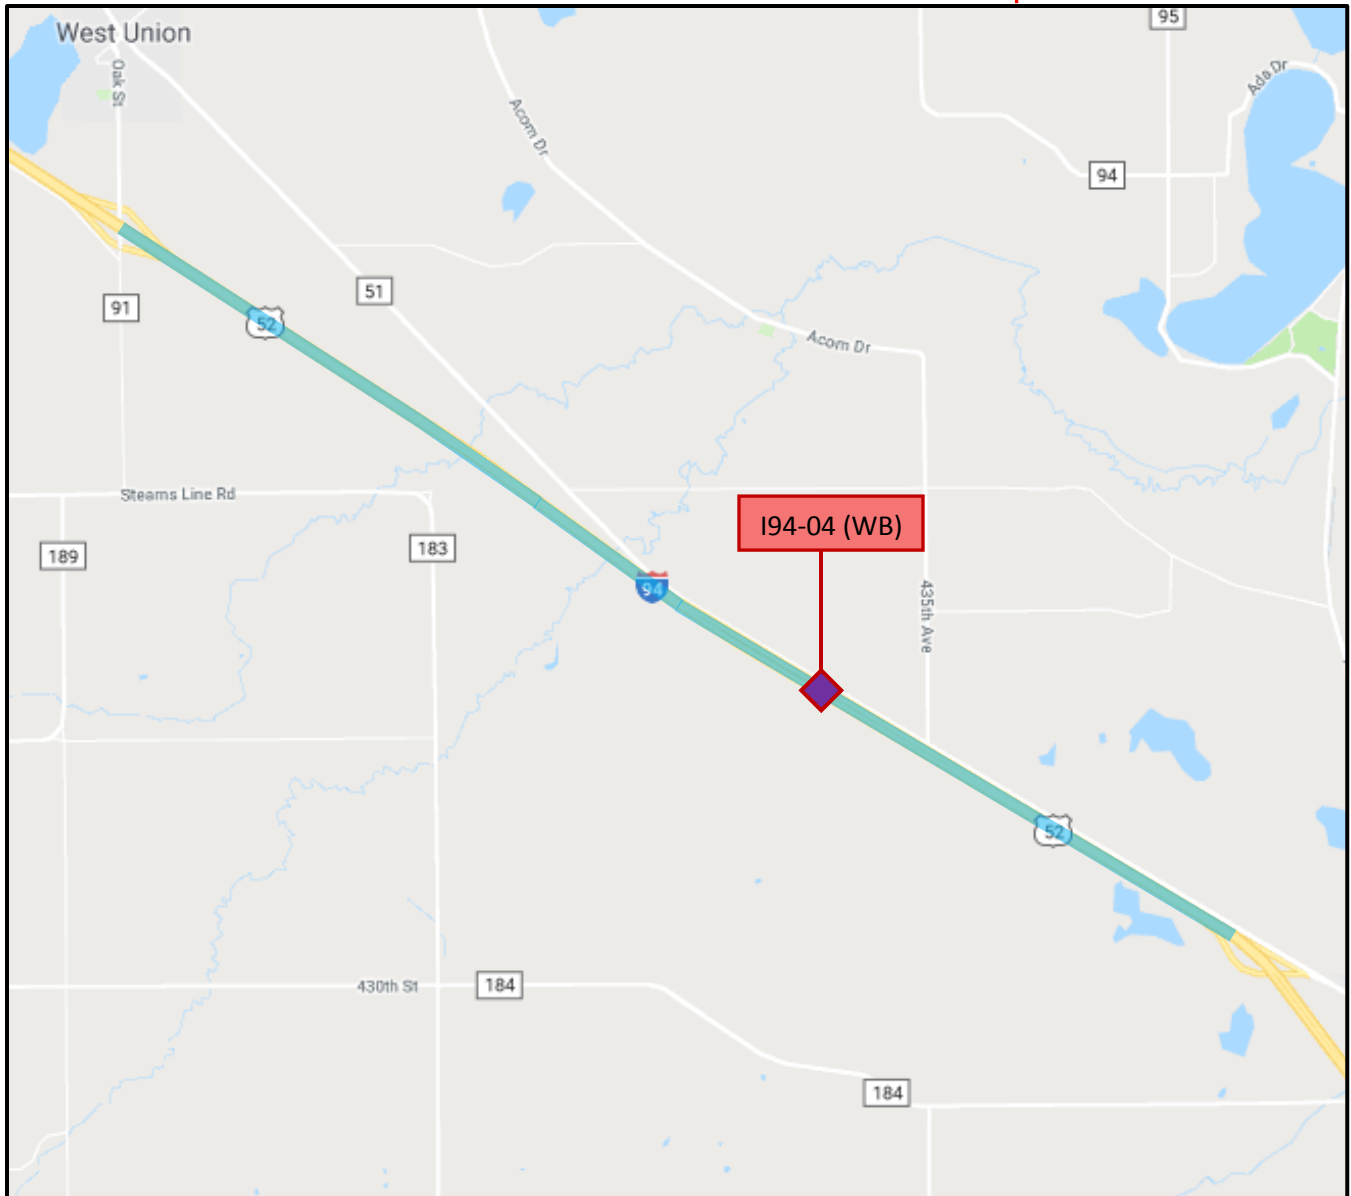 95
West Union
Oak St
Ada Dr
Acorn Dr
94
51
91
52
Acorn Dr
Stearns Line Rd
I94-04 (WB)
189
183
94
435th Ave
52
430th St
184
184